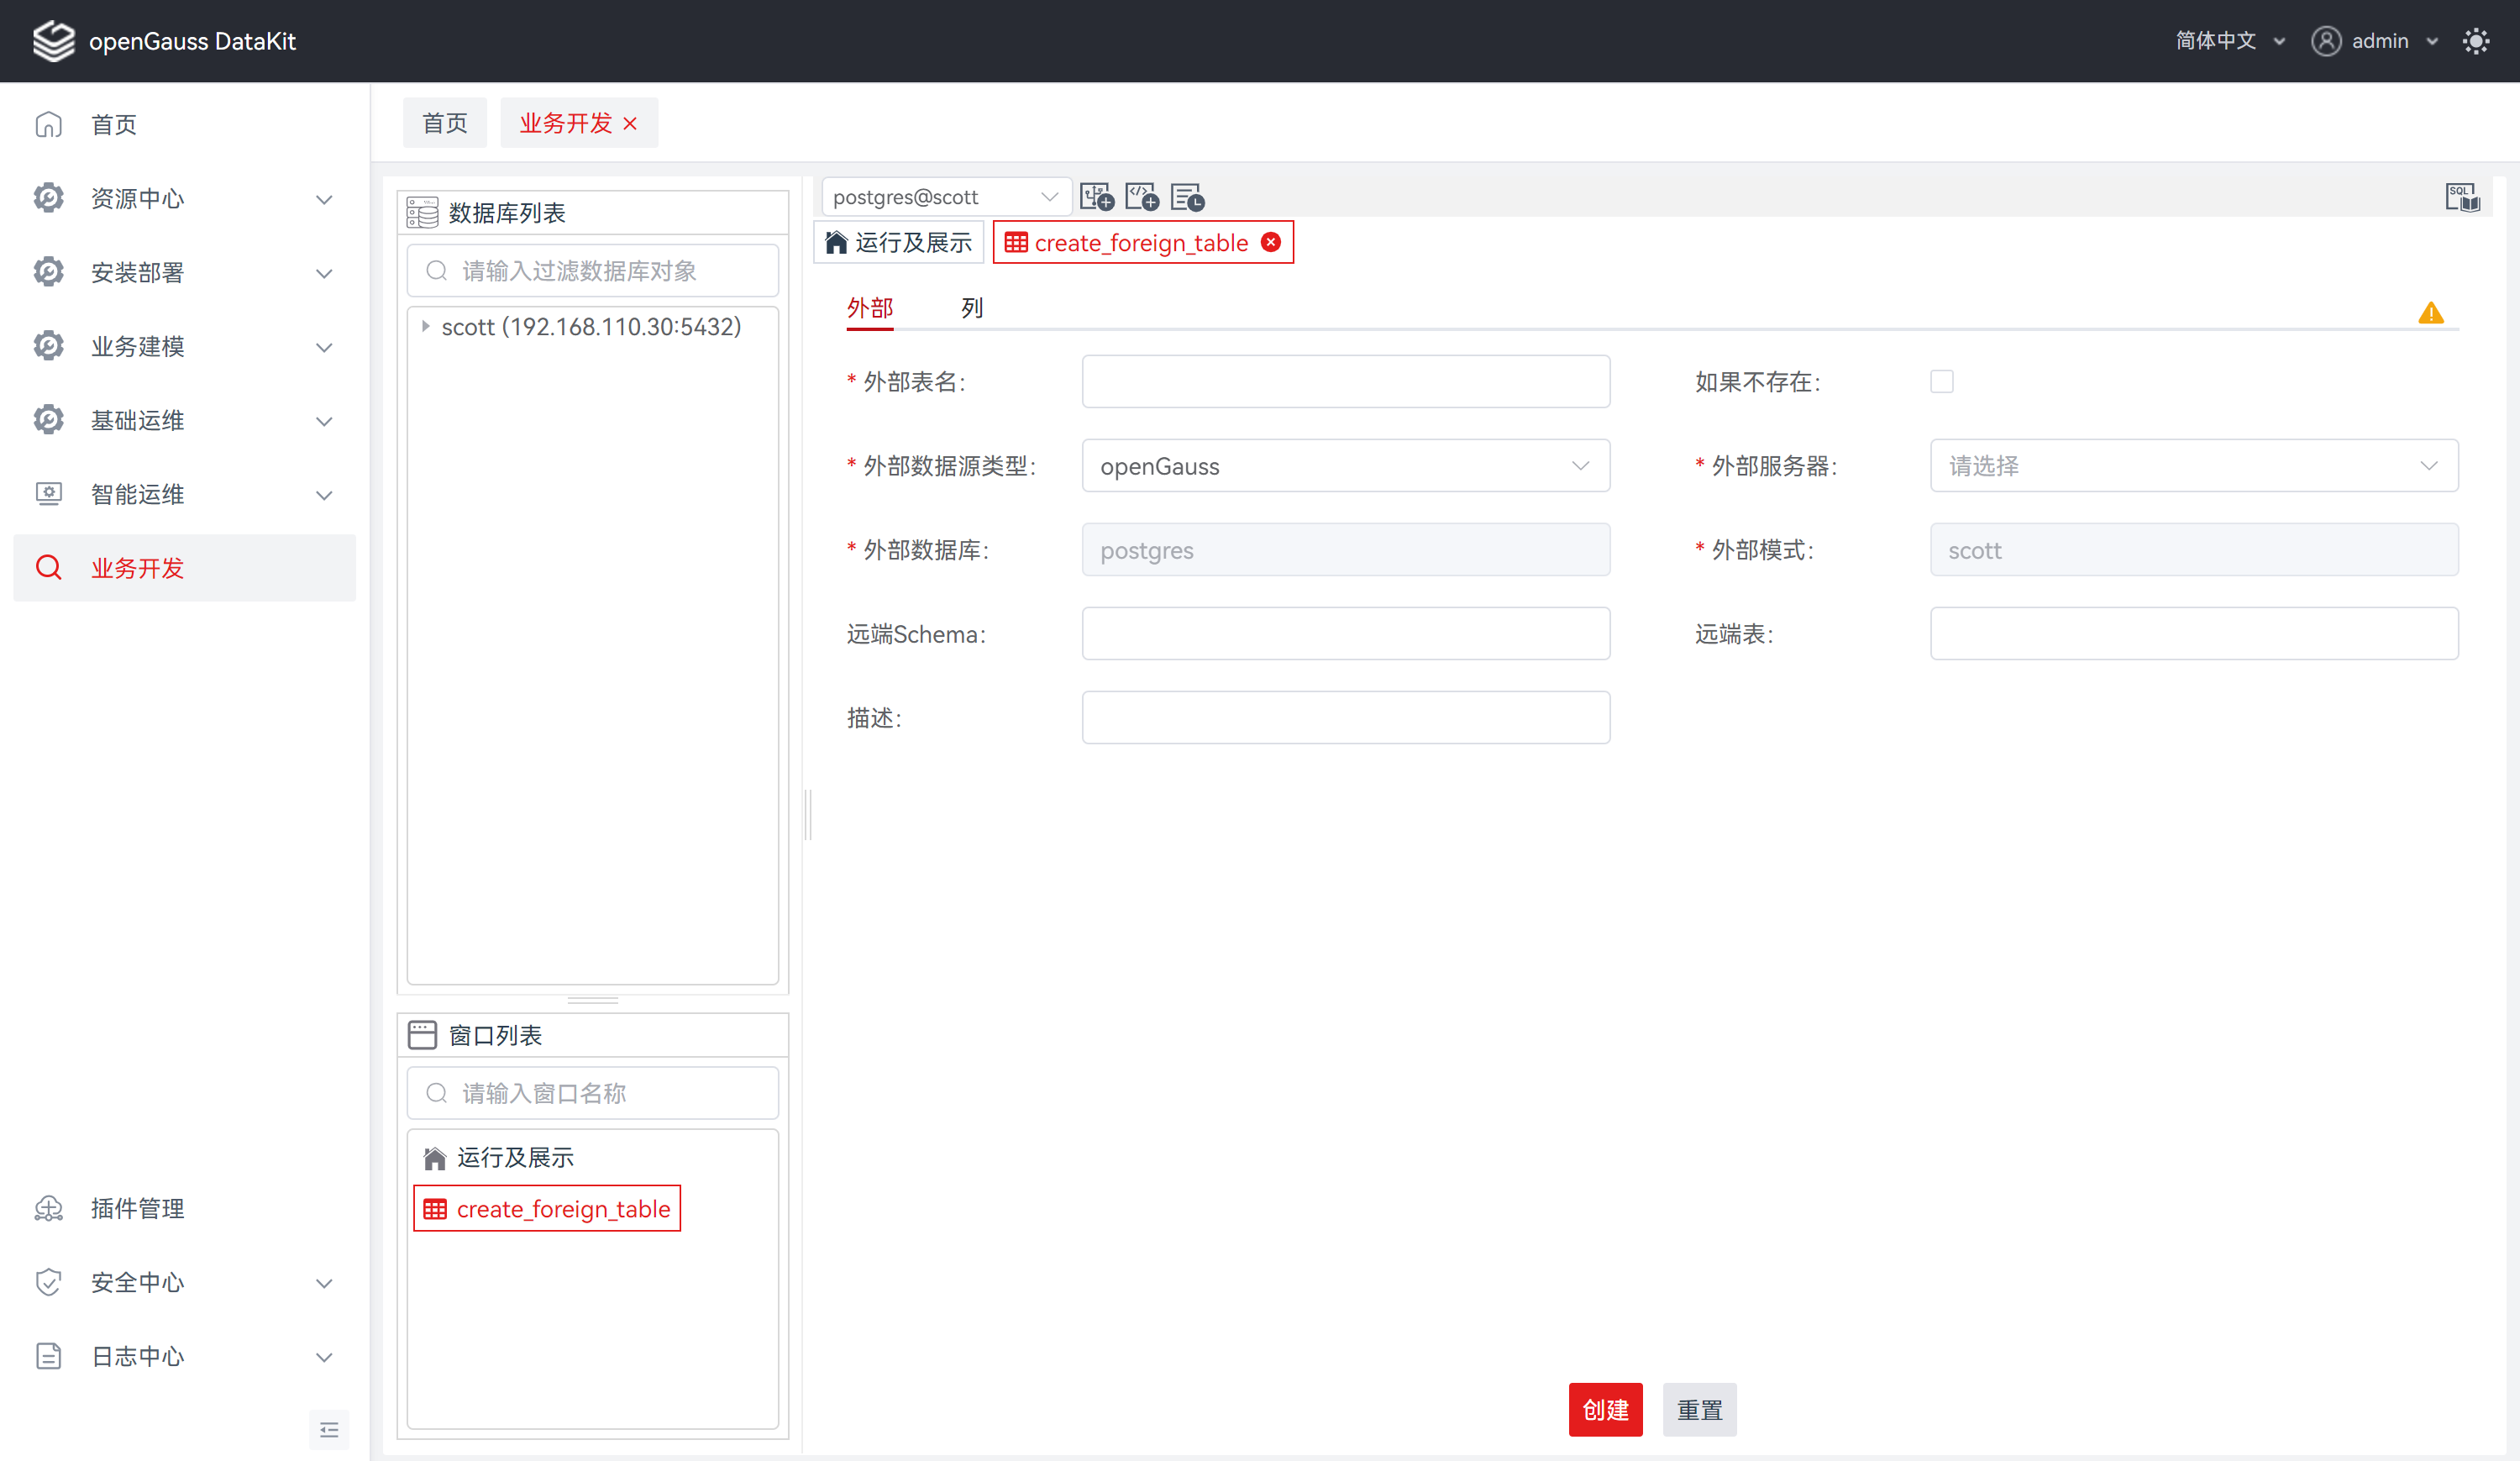 openGauss DataKit
简体中文
admin
首页
资源中心
安装部署
业务建模
基础运维
智能运维
业务开发
插件管理
安全中心
日志中心
首页
业务开发
数据库列表
请输入过滤数据库对象
scott (192.168.110.30:5432)
窗口列表
请输入窗口名称
运行及展示
create_foreign_table
postgres@scott
SQL
运行及展示
create_foreign_table
外部
列
* 外部表名:
如果不存在:
* 外部数据源类型:
openGauss
* 外部服务器:
请选择
* 外部数据库:
postgres
* 外部模式:
scott
远端Schema:
远端表:
描述:
创建
重置